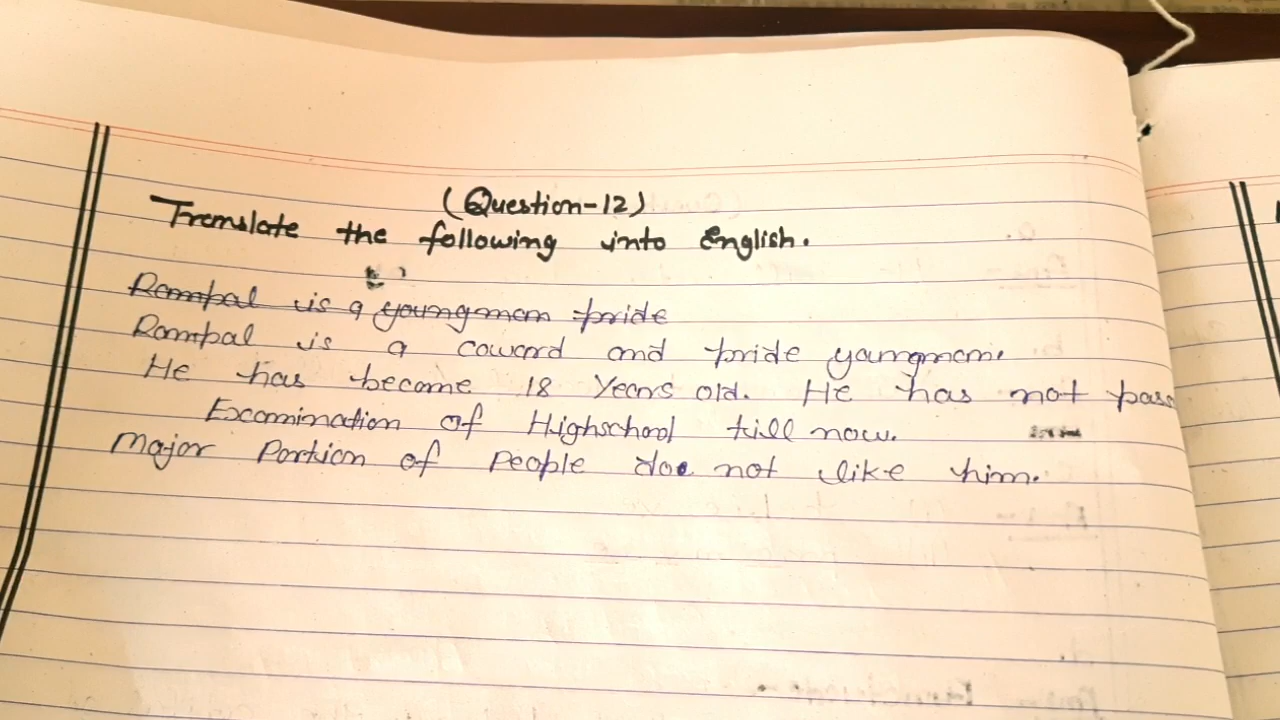 (Question-12)
Translate the following into English.
Rampal is a youngman pride
Rampal is a coward and pride youngman.
He has become 18 Years old. He has not pass
Examination of Highschool till now.
Major Portion of People doe not like him.